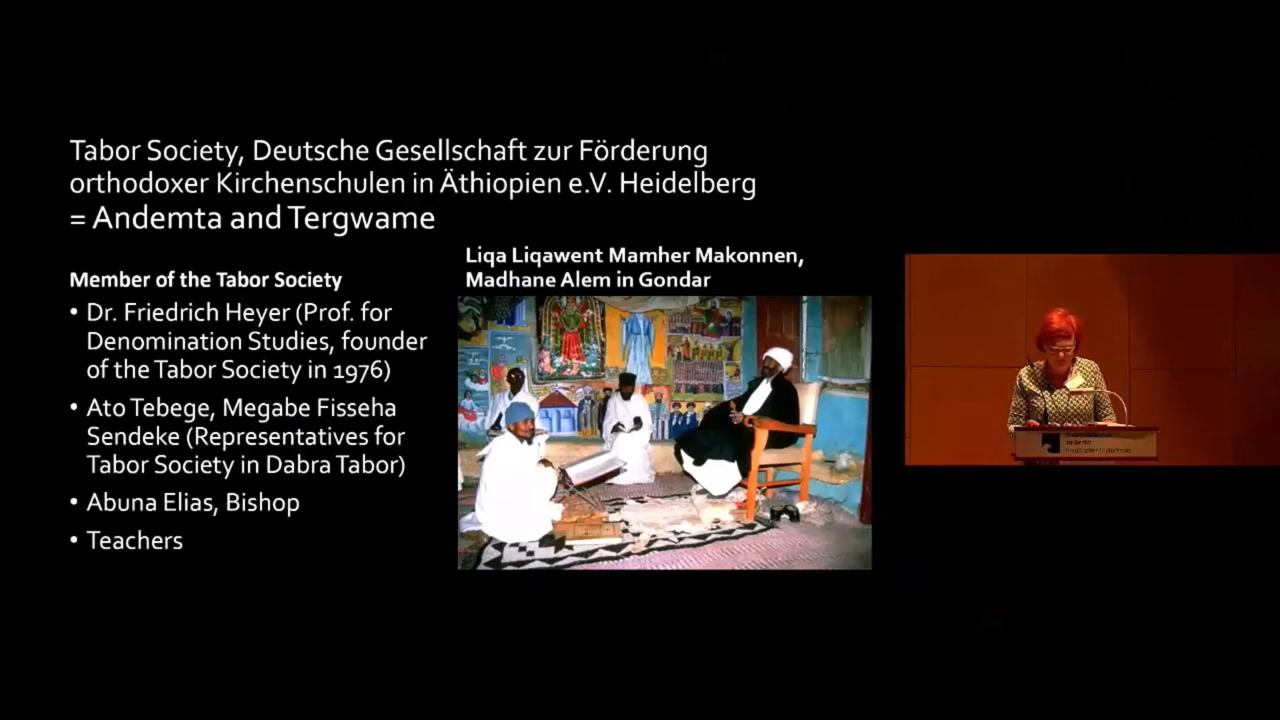 Tabor Society, Deutsche Gesellschaft zur Förderung
orthodoxer Kirchenschulen in Äthiopien e.V. Heidelberg
= Andemta and Tergwame
Member of the Tabor Society
• Dr. Friedrich Heyer (Prof. for
Denomination Studies, founder
of the Tabor Society in 1976)
• Ato Tebege, Megabe Fisseha
Sendeke (Representatives for
Tabor Society in Dabra Tabor)
• Abuna Elias, Bishop
• Teachers
Liqa Liqawent Mamher Makonnen,
Madhane Alem in Gondar